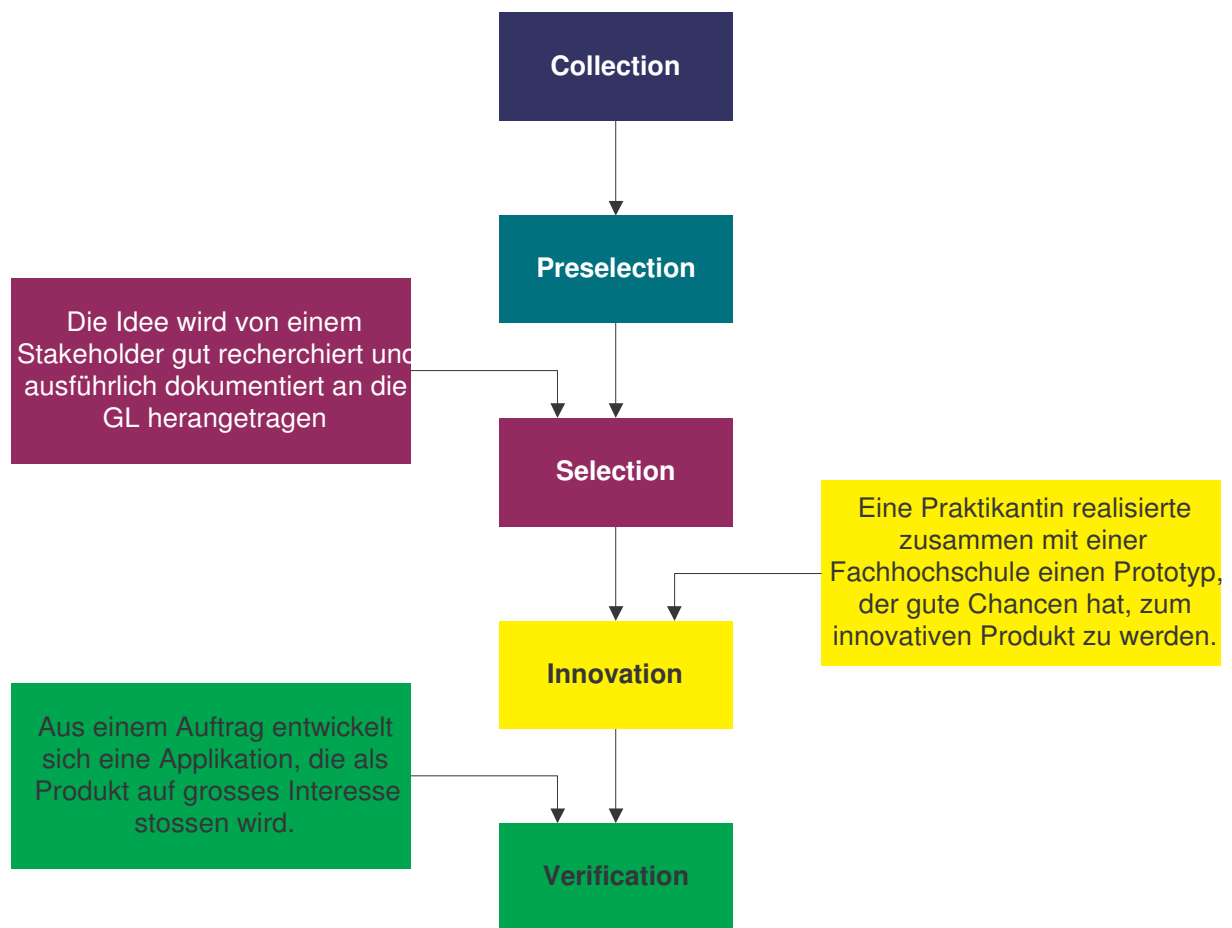 Collection
Preselection
Die Idee wird von einem
Stakeholder gut recherchiert und
ausführlich dokumentiert an die
GL herangetragen
Selection
Eine Praktikantin realisierte
zusammen mit einer
Fachhochschule einen Prototyp,
der gute Chancen hat, zum
innovativen Produkt zu werden.
Innovation
Aus einem Auftrag entwickelt
sich eine Applikation, die als
Produkt auf grosses Interesse
stossen wird.
Verification